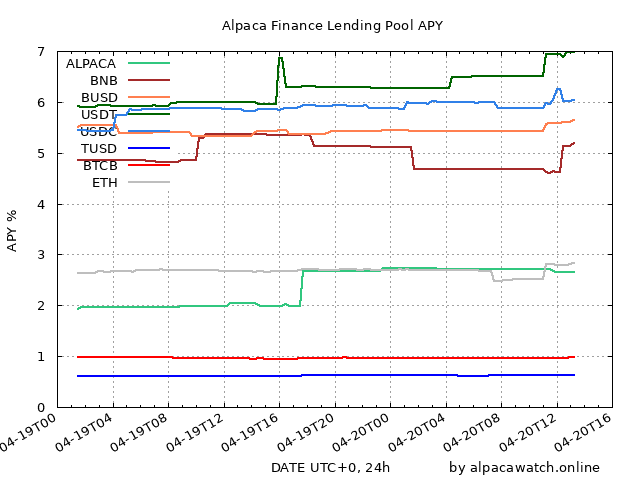 Alpaca Finance Lending Pool APY
ALPACA
BNB
BUSD
USDT
USDC
TUSD
BTCB
ETH
APY %
7
6
5
4
3
2
1
0
04-19T00
04-19T04
04-19T08
04-19T12
04-19T16
04-19T20
04-20T00
04-20T04
04-20T08
04-20T12
04-20T16
DATE UTC+0, 24h
by alpacawatch.online